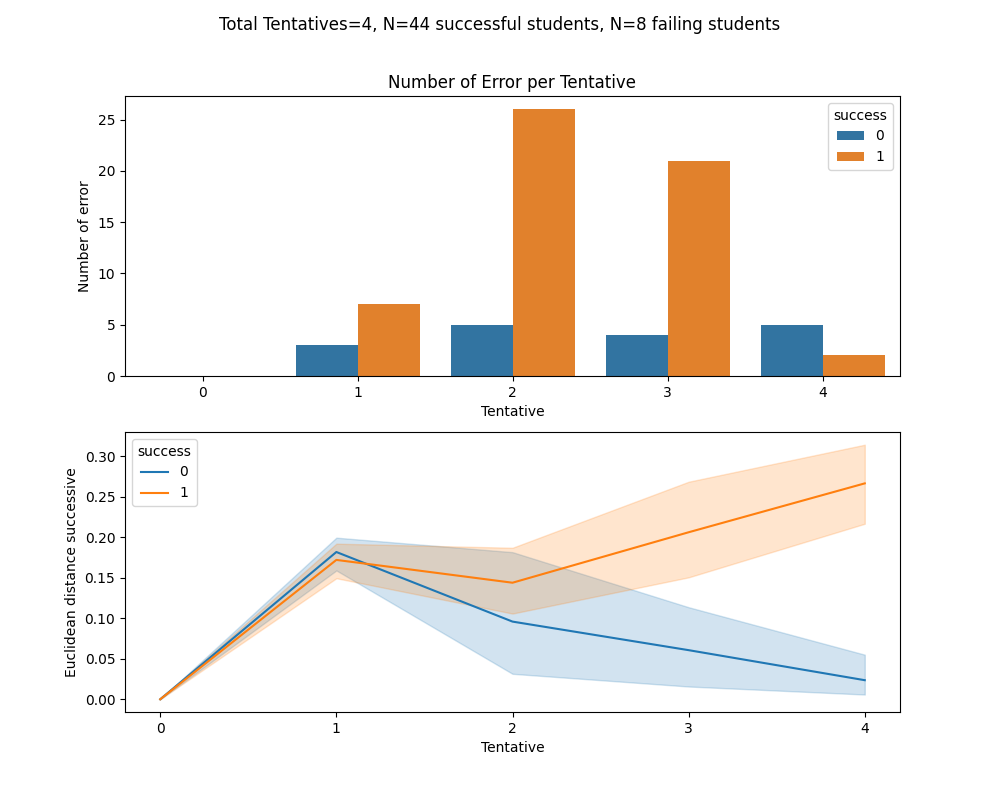 Total Tentatives=4, N=44 successful students, N=8 failing students
Number of Error per Tentative
Number of error
25
20
15
10
5
0
success
0
1
0 1 2 3 4
Tentative
Euclidean distance successive
0.30
0.25
0.20
0.15
0.10
0.05
0.00
success
0
1
0 1 2 3 4
Tentative